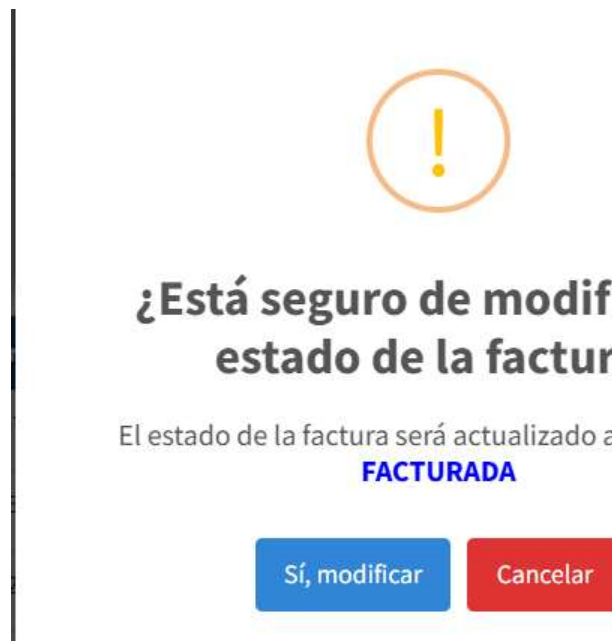 !
¿Está seguro de modif
estado de la factur
El estado de la factura será actualizado a
FACTURADA
Sí, modificar
Cancelar